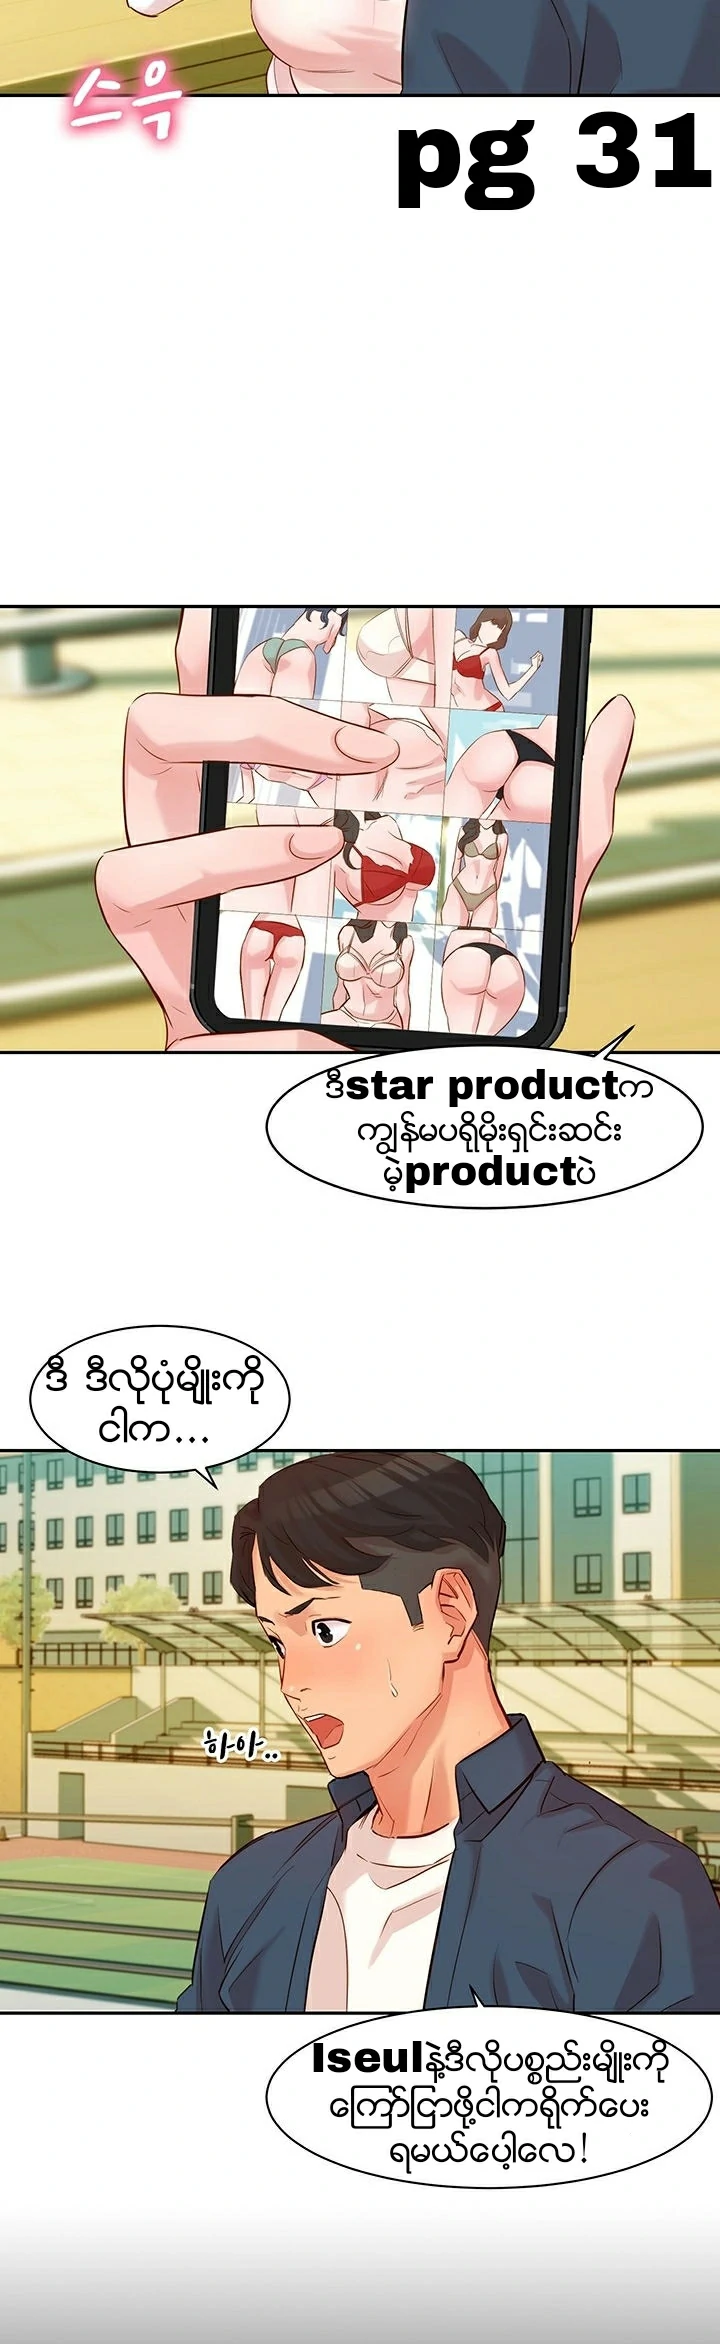 스윽
pg 31
ဒီstar productက
ကျွန်မပရိုမိုးရှင်းဆင်း
မဲ့productပဲ
ဒီ ဒီလိုပုံမျိုးကို
ငါက...
하아..
Iseulနဲ့ဒီလိုပစ္စည်းမျိုးကို
ကြော်ငြာဖို့ငါကရိုက်ပေး
ရမယ်ပေါ့လေ!